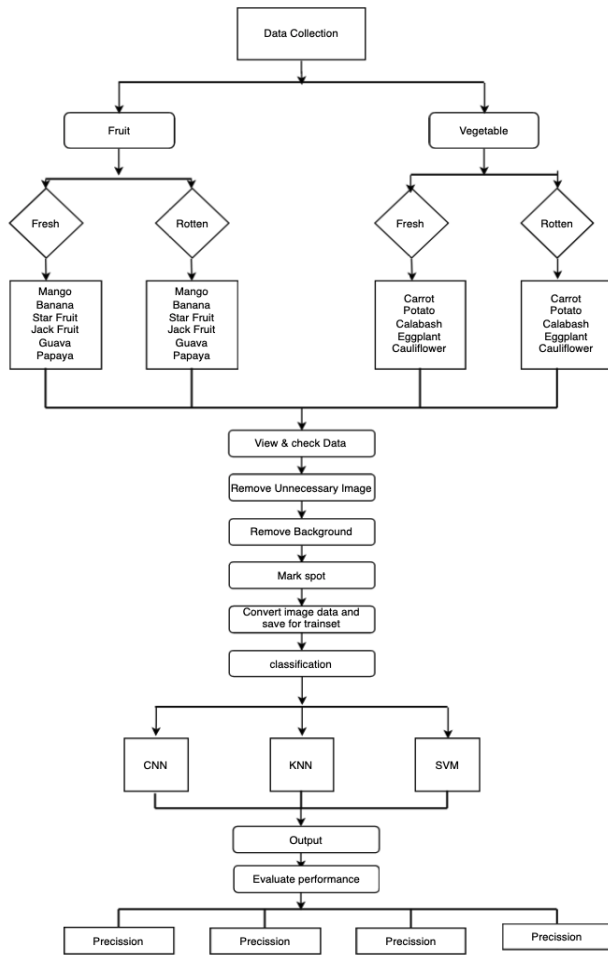 Data Collection
Fruit
Vegetable
Fresh
Rotten
Fresh
Rotten
Mango
Banana
Star Fruit
Jack Fruit
Guava
Papaya
Mango
Banana
Star Fruit
Jack Fruit
Guava
Papaya
Carrot
Potato
Calabash
Eggplant
Cauliflower
Carrot
Potato
Calabash
Eggplant
Cauliflower
View & check Data
Remove Unnecessary Image
Remove Background
Mark spot
Convert image data and
save for trainset
classification
CNN
KNN
SVM
Output
Evaluate performance
Precission
Precission
Precission
Precission